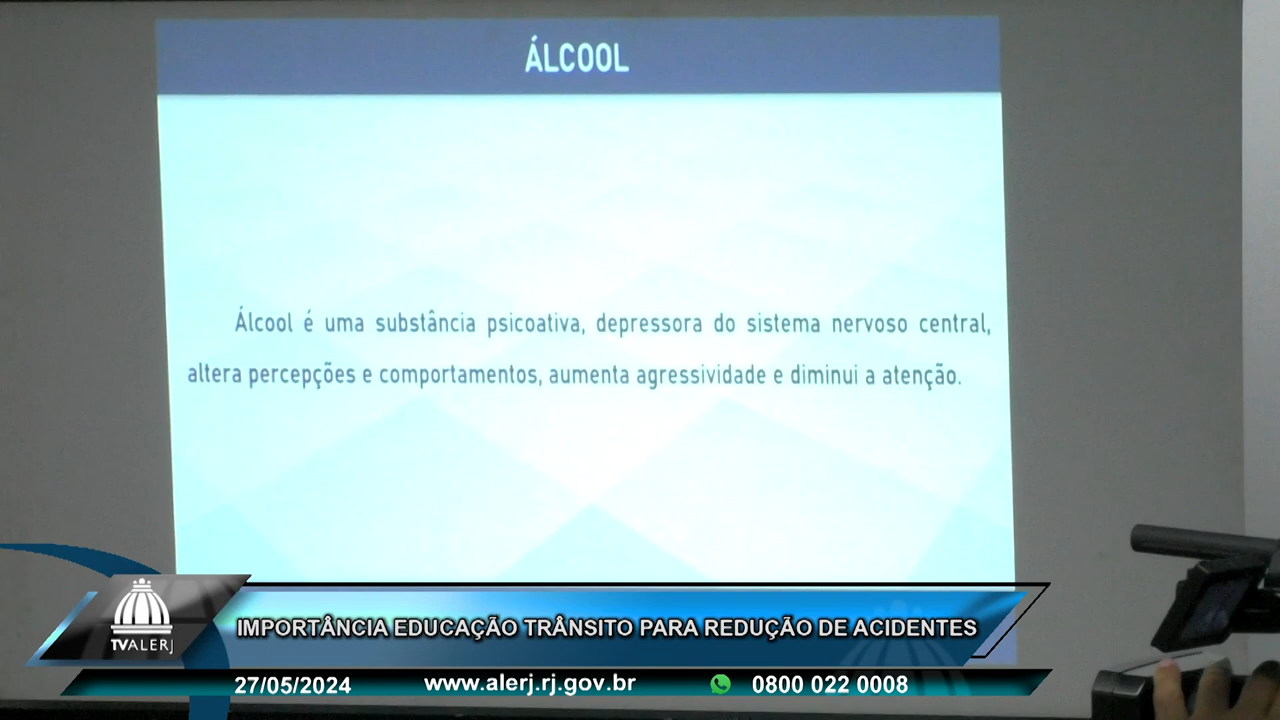 ÁLCOOL
Álcool é uma substância psicoativa, depressora do sistema nervoso central,
altera percepções e comportamentos, aumenta agressividade e diminui a atenção.
IMPORTÂNCIA EDUCAÇÃO TRÂNSITO PARA REDUÇÃO DE ACIDENTES
TVALERJ
27/05/2024 www.alerj.rj.gov.br 0800 022 0008